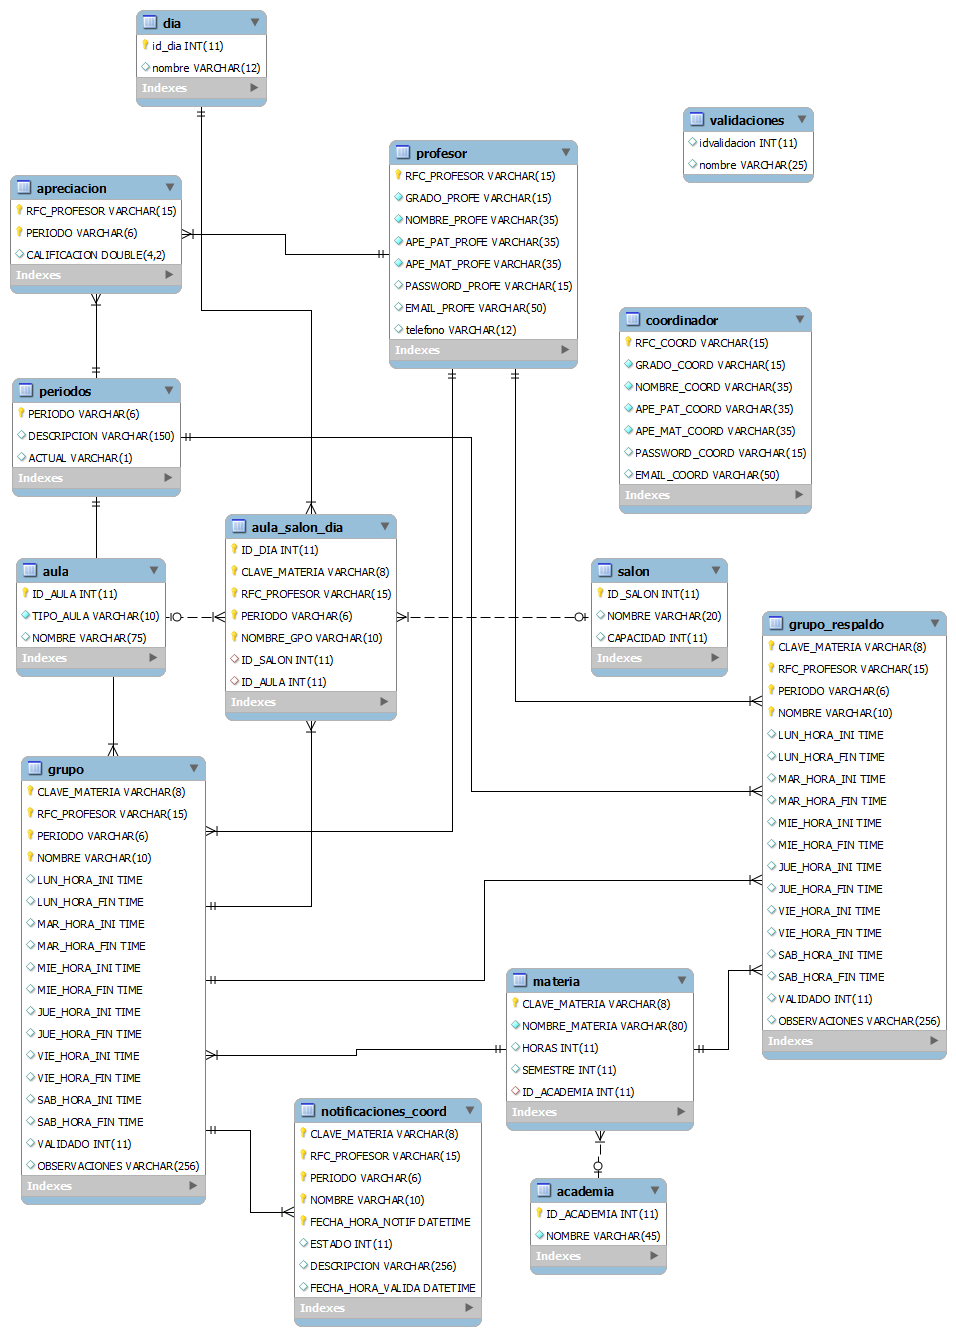 dia
id_dia INT(11)
nombre VARCHAR(12)
Indexes
validaciones
idvalidacion INT(11)
nombre VARCHAR(25)
profesor
RFC_PROFESOR VARCHAR(15)
GRADO_PROFE VARCHAR(15)
NOMBRE_PROFE VARCHAR(35)
APE_PAT_PROFE VARCHAR(35)
APE_MAT_PROFE VARCHAR(35)
PASSWORD_PROFE VARCHAR(15)
EMAIL_PROFE VARCHAR(50)
telefono VARCHAR(12)
Indexes
apreciacion
RFC_PROFESOR VARCHAR(15)
PERIODO VARCHAR(6)
CALIFICACION DOUBLE(4,2)
Indexes
coordinador
RFC_COORD VARCHAR(15)
GRADO_COORD VARCHAR(15)
NOMBRE_COORD VARCHAR(35)
APE_PAT_COORD VARCHAR(35)
APE_MAT_COORD VARCHAR(35)
PASSWORD_COORD VARCHAR(15)
EMAIL_COORD VARCHAR(50)
Indexes
periodos
PERIODO VARCHAR(6)
DESCRIPCION VARCHAR(150)
ACTUAL VARCHAR(1)
Indexes
aula_salon_dia
ID_DIA INT(11)
CLAVE_MATERIA VARCHAR(8)
RFC_PROFESOR VARCHAR(15)
PERIODO VARCHAR(6)
NOMBRE_GPO VARCHAR(10)
ID_SALON INT(11)
ID_AULA INT(11)
Indexes
aula
ID_AULA INT(11)
TIPO_AULA VARCHAR(10)
NOMBRE VARCHAR(75)
Indexes
salon
ID_SALON INT(11)
NOMBRE VARCHAR(20)
CAPACIDAD INT(11)
Indexes
grupo_respaldo
CLAVE_MATERIA VARCHAR(8)
RFC_PROFESOR VARCHAR(15)
PERIODO VARCHAR(6)
NOMBRE VARCHAR(10)
LUN_HORA_INI TIME
LUN_HORA_FIN TIME
MAR_HORA_INI TIME
MAR_HORA_FIN TIME
MIE_HORA_INI TIME
MIE_HORA_FIN TIME
JUE_HORA_INI TIME
JUE_HORA_FIN TIME
VIE_HORA_INI TIME
VIE_HORA_FIN TIME
SAB_HORA_INI TIME
SAB_HORA_FIN TIME
VALIDADO INT(11)
OBSERVACIONES VARCHAR(256)
Indexes
grupo
CLAVE_MATERIA VARCHAR(8)
RFC_PROFESOR VARCHAR(15)
PERIODO VARCHAR(6)
NOMBRE VARCHAR(10)
LUN_HORA_INI TIME
LUN_HORA_FIN TIME
MAR_HORA_INI TIME
MAR_HORA_FIN TIME
MIE_HORA_INI TIME
MIE_HORA_FIN TIME
JUE_HORA_INI TIME
JUE_HORA_FIN TIME
VIE_HORA_INI TIME
VIE_HORA_FIN TIME
SAB_HORA_INI TIME
SAB_HORA_FIN TIME
VALIDADO INT(11)
OBSERVACIONES VARCHAR(256)
Indexes
materia
CLAVE_MATERIA VARCHAR(8)
NOMBRE_MATERIA VARCHAR(80)
HORAS INT(11)
SEMESTRE INT(11)
ID_ACADEMIA INT(11)
Indexes
notificaciones_coord
CLAVE_MATERIA VARCHAR(8)
RFC_PROFESOR VARCHAR(15)
PERIODO VARCHAR(6)
NOMBRE VARCHAR(10)
FECHA_HORA_NOTIF DATETIME
ESTADO INT(11)
DESCRIPCION VARCHAR(256)
FECHA_HORA_VALIDA DATETIME
Indexes
academia
ID_ACADEMIA INT(11)
NOMBRE VARCHAR(45)
Indexes